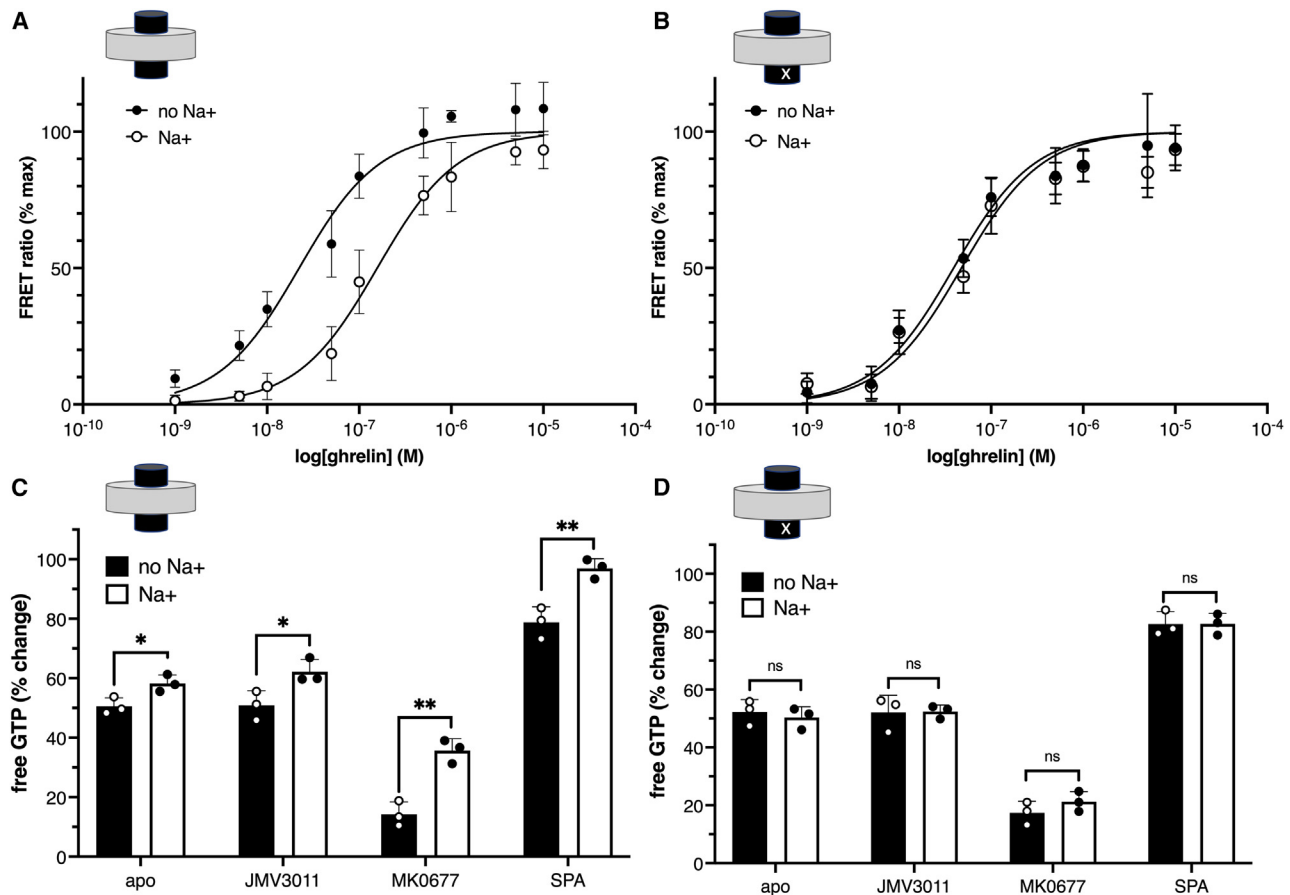 A
no Na+
Na+
FRET ratio (% max)
100
50
0
10-10
10-9
10-8
10-7
10-6
10-5
10-4
log[ghrelin] (M)
B
X
no Na+
Na+
FRET ratio (% max)
100
50
0
10-10
10-9
10-8
10-7
10-6
10-5
10-4
log[ghrelin] (M)
C
no Na+
Na+
free GTP (% change)
100
80
60
40
20
0
*
*
**
**
apo
JMV3011
MK0677
SPA
D
X
no Na+
Na+
free GTP (% change)
100
80
60
40
20
0
ns
ns
ns
ns
apo
JMV3011
MK0677
SPA